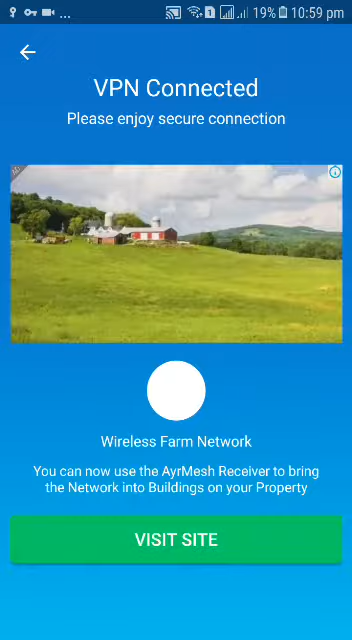 ... 1 19% 10:59 pm
VPN Connected
Please enjoy secure connection
Wireless Farm Network
You can now use the AyrMesh Receiver to bring
the Network into Buildings on your Property
VISIT SITE